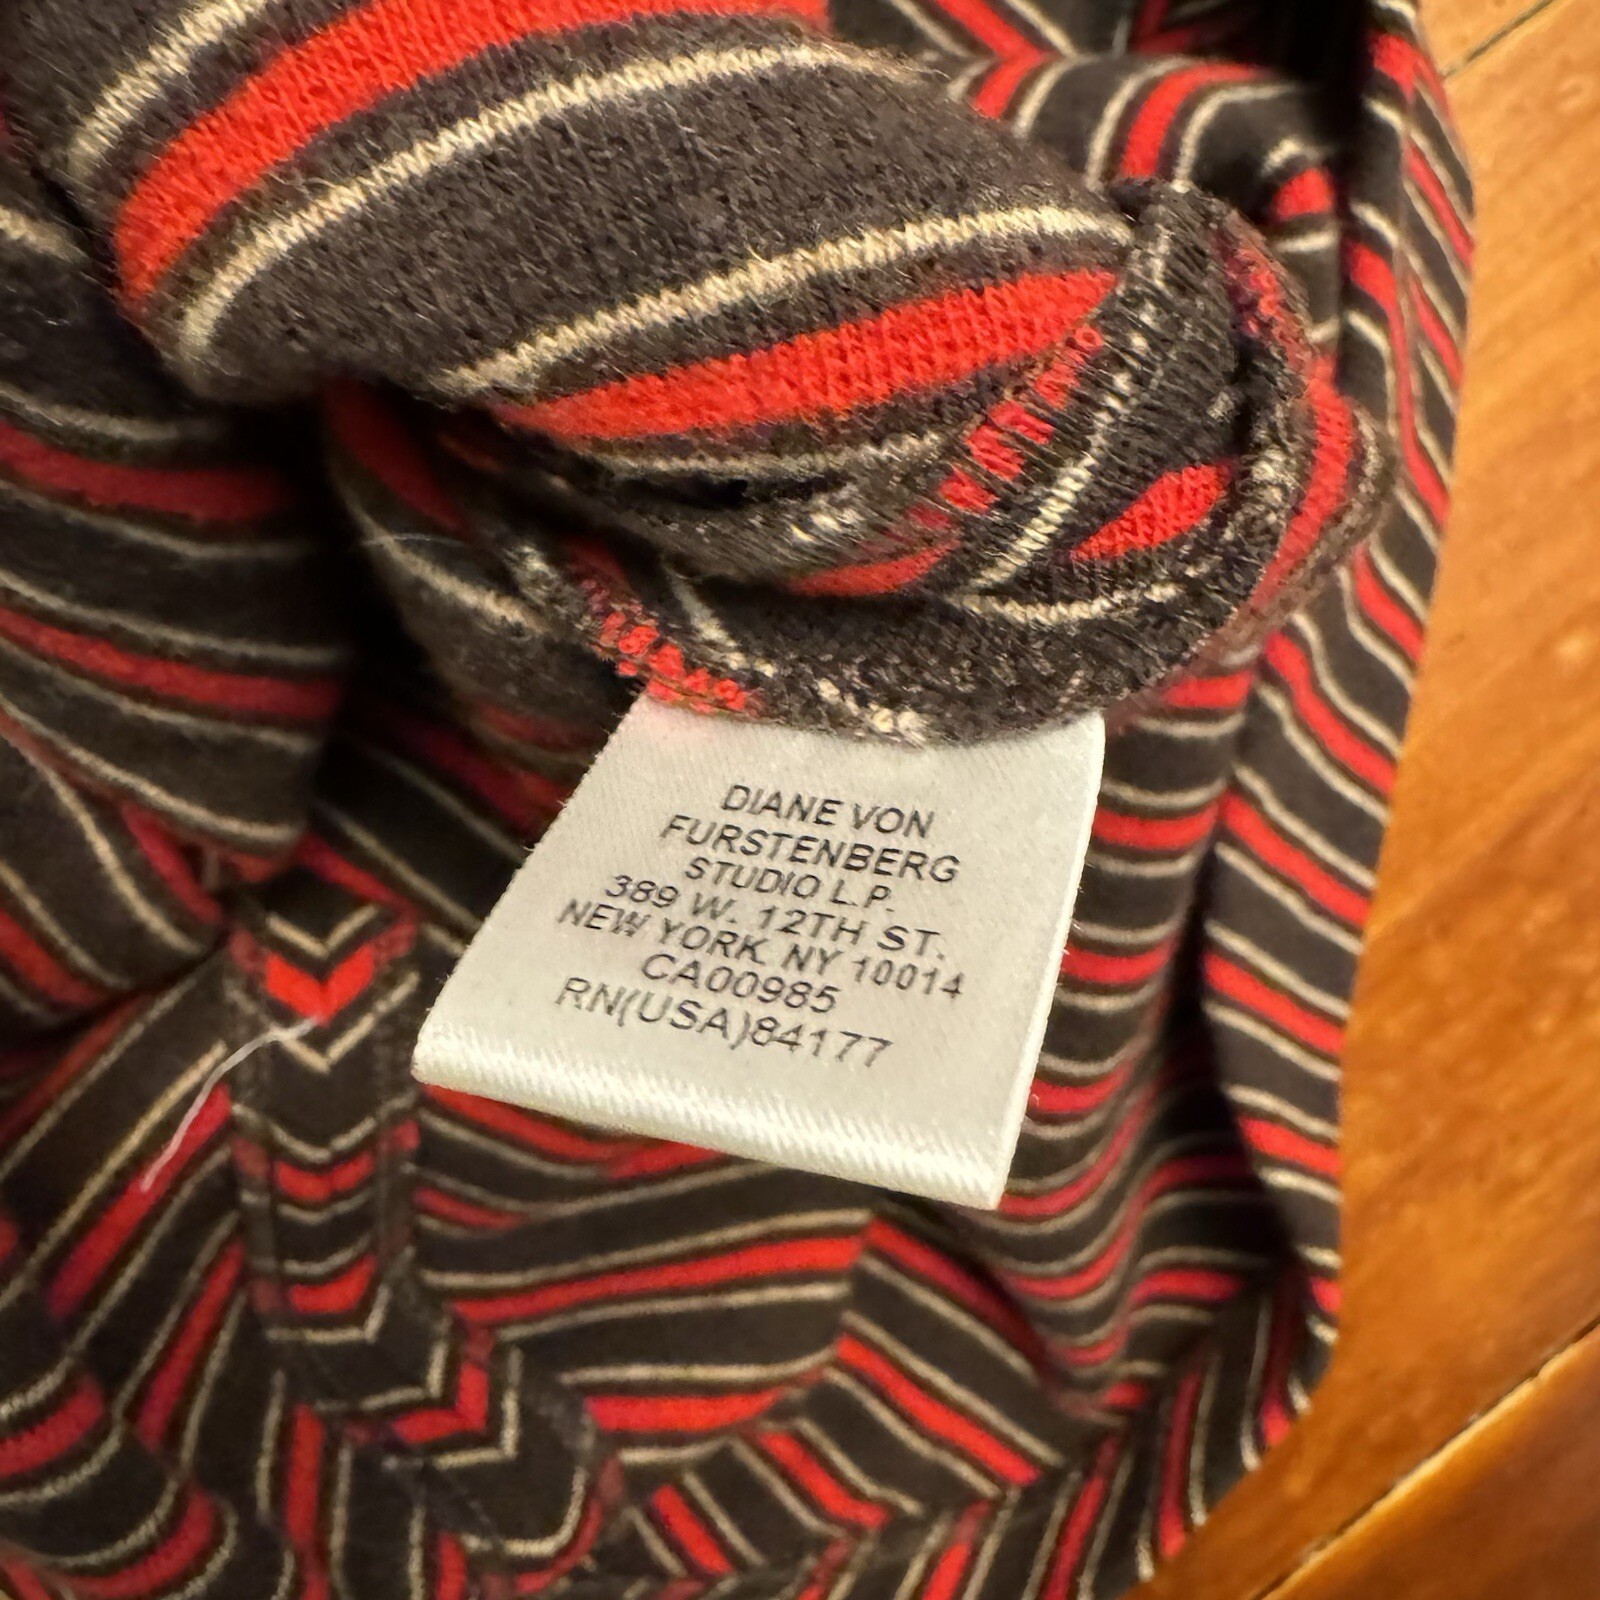 DIANE VON
FURSTENBERG
STUDIO L.P.
389 W. 12TH ST.
NEW YORK. NY 10014
CA00985
RN(USA)84177